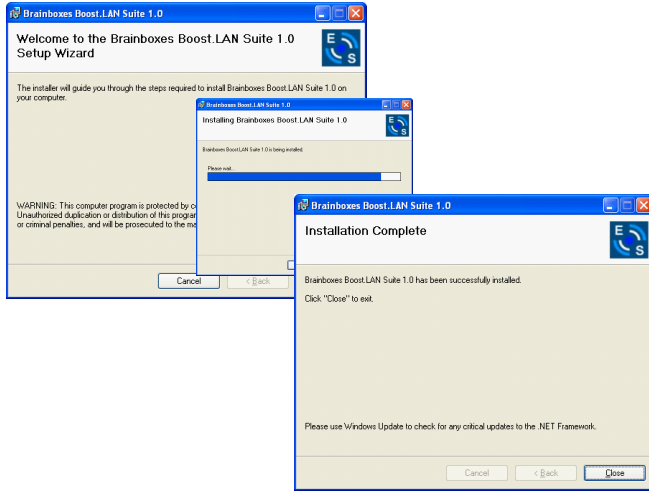 Brainboxes Boost.LAN Suite 1.0
Welcome to the Brainboxes Boost.LAN Suite 1.0
Setup Wizard
E
S
The installer will guide you through the steps required to install Brainboxes Boost.LAN Suite 1.0 on
your computer.
WARNING: This computer program is protected by
Unauthorized duplication or distribution of this
or criminal penalties, and will be prosecuted to the
Cancel
< Back
Brainboxes Boost.LAN Suite 1.0
Installing Brainboxes Boost.LAN Suite 1.0
E
S
Brainboxes Boost.LAN Suite 1.0 is being installed.
Please wait...
Brainboxes Boost.LAN Suite 1.0
Installation Complete
E
S
Brainboxes Boost.LAN Suite 1.0 has been successfully installed.
Click "Close" to exit.
Please use Windows Update to check for any critical updates to the .NET Framework.
Cancel
< Back
Close